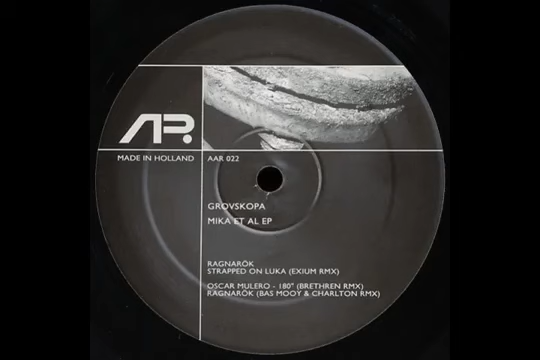 AR.
MADE IN HOLLAND
AAR 022
GROVSKOPA
MIKA ET AL EP
RAGNARÖK
STRAPPED ON LUKA (EXIUM RMX)
OSCAR MULERO - 180° (BRETHREN RMX)
RAGNARÖK (BAS MOOY & CHARLTON RMX)